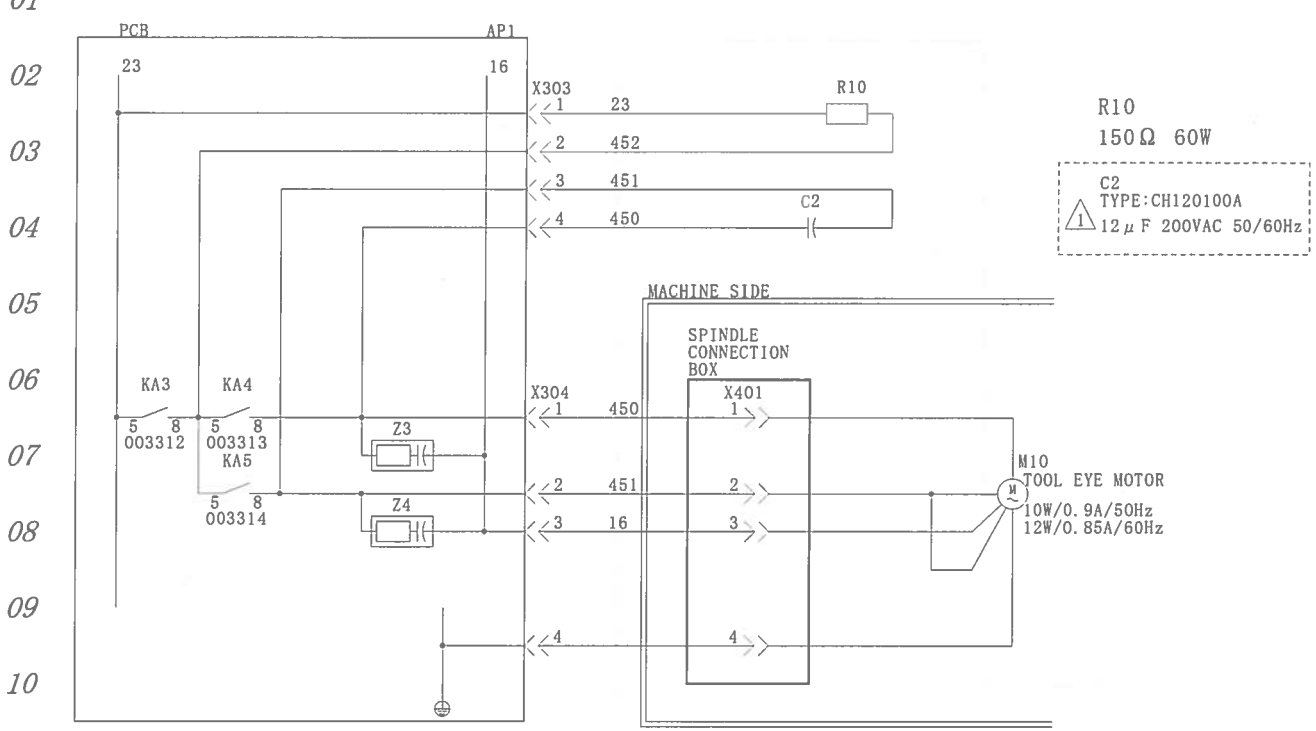 01
PCB AP1
02 23 16
X303
1 23 R10
R10
150Ω 60W
03 2 452
3 451
C2
TYPE:CH120100A
1 12μF 200VAC 50/60Hz
04 4 450 C2
05
MACHINE SIDE
SPINDLE
CONNECTION
BOX
06 KA3 KA4 X304 X401
1 450 1
5 8 5 8
003312 003313
07 KA5 Z3
M10
TOOL EYE MOTOR
2 451 2 M
~
5 8
003314 Z4
10W/0.9A/50Hz
12W/0.85A/60Hz
08 3 16 3
09
4 4
10